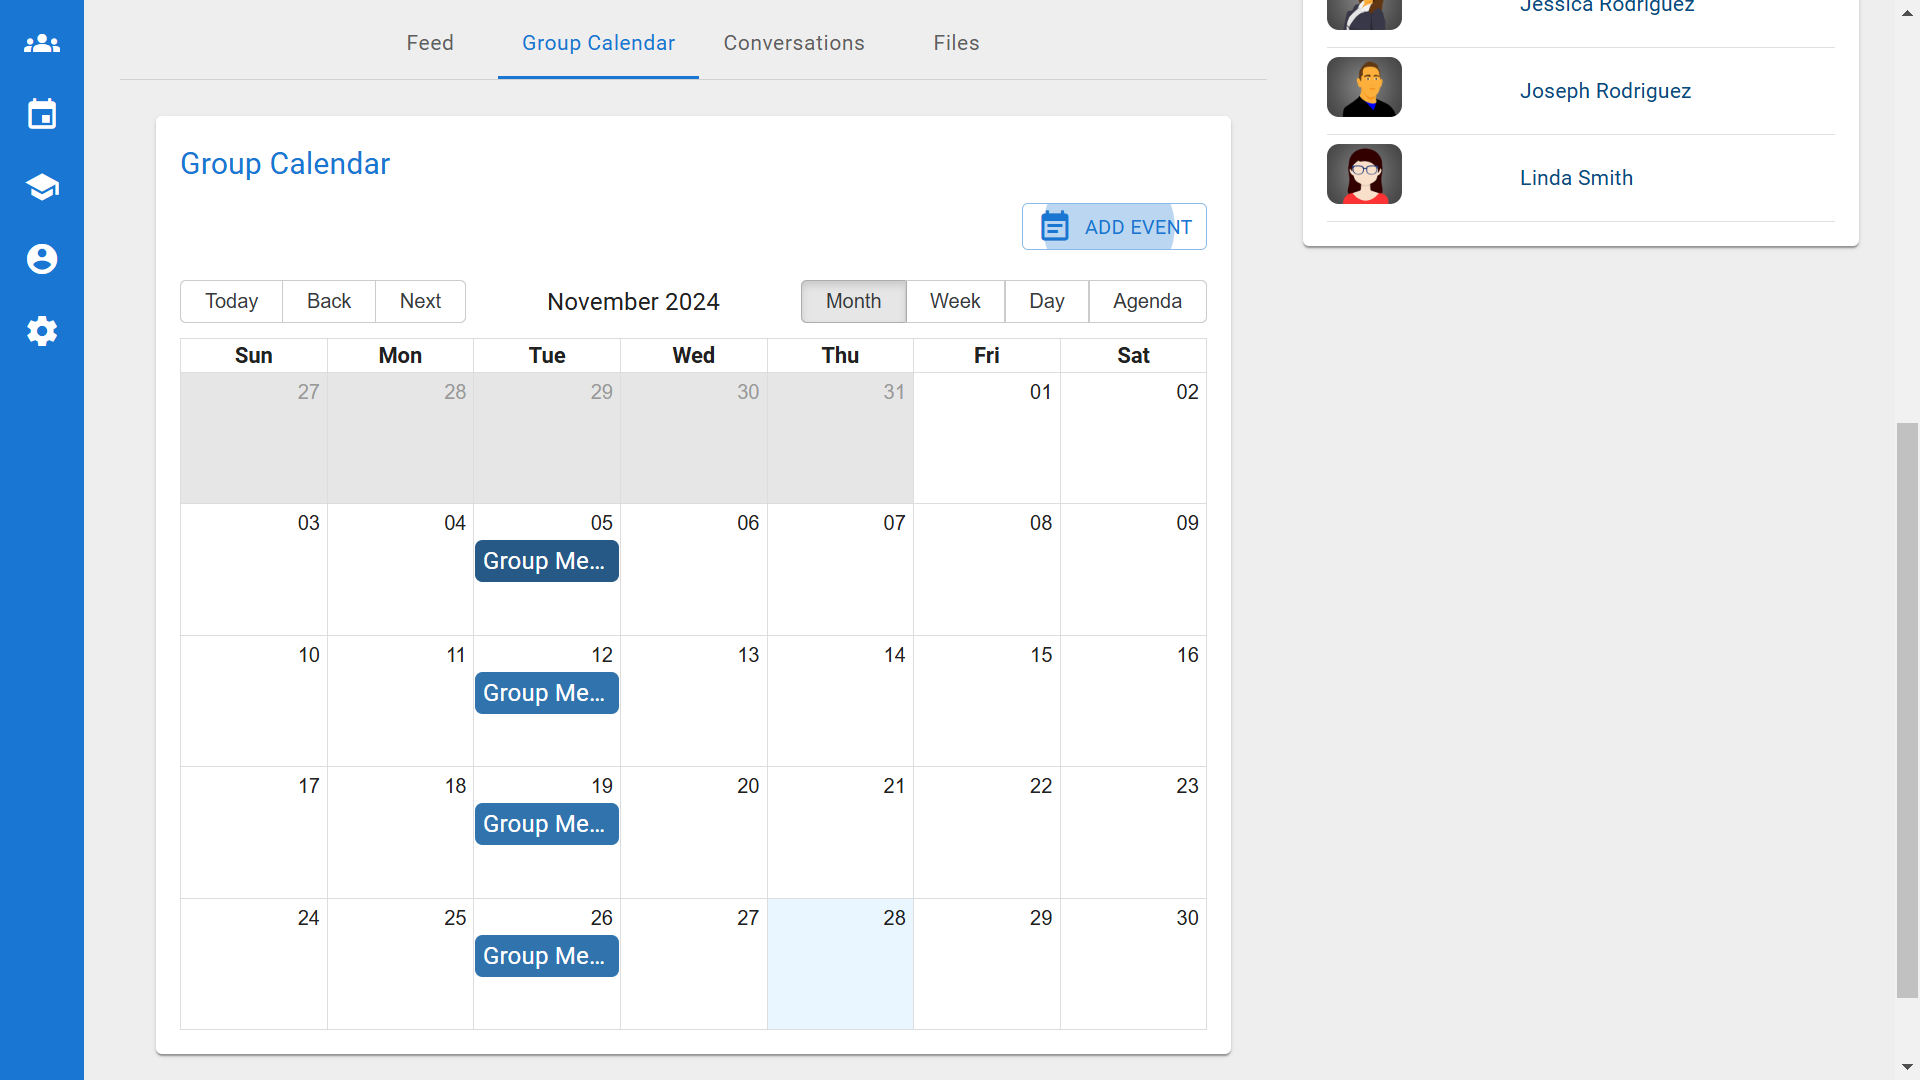 Feed Group Calendar Conversations Files
Jessica Rodriguez
Joseph Rodriguez
Linda Smith
Group Calendar
ADD EVENT
Today Back Next November 2024 Month Week Day Agenda
Sun Mon Tue Wed Thu Fri Sat
27 28 29 30 31 01 02
03 04 05 06 07 08 09
Group Me...
10 11 12 13 14 15 16
Group Me...
17 18 19 20 21 22 23
Group Me...
24 25 26 27 28 29 30
Group Me...